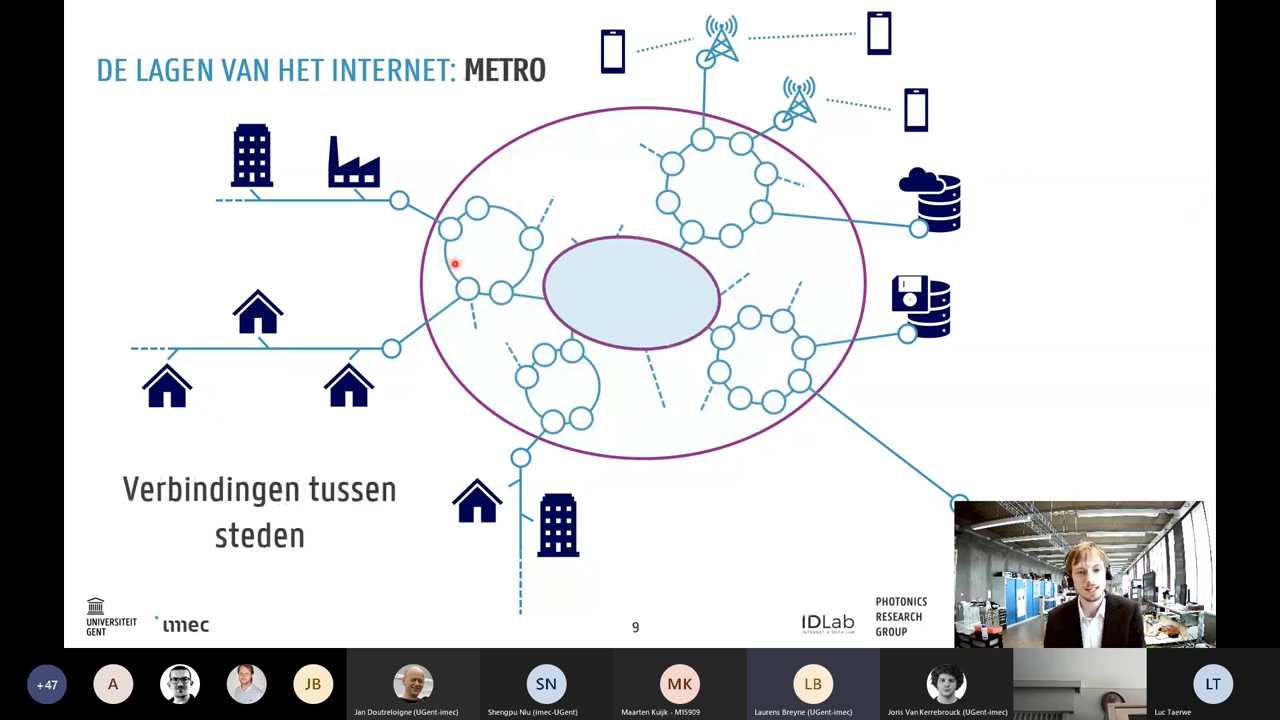 DE LAGEN VAN HET INTERNET: METRO
Verbindingen tussen
steden
UNIVERSITEIT
GENT
imec
9
IDLab
INTERNET & DATA LAB
PHOTONICS
RESEARCH
GROUP
+47
A
JB
Jan Doutreloigne (UGent-imec)
SN
Shengpu Niu (imec-UGent)
MK
Maarten Kuijk - M15909
LB
Laurens Breyne (UGent-imec)
Joris Van Kerrebrouck (UGent-imec)
LT
Luc Taerwe